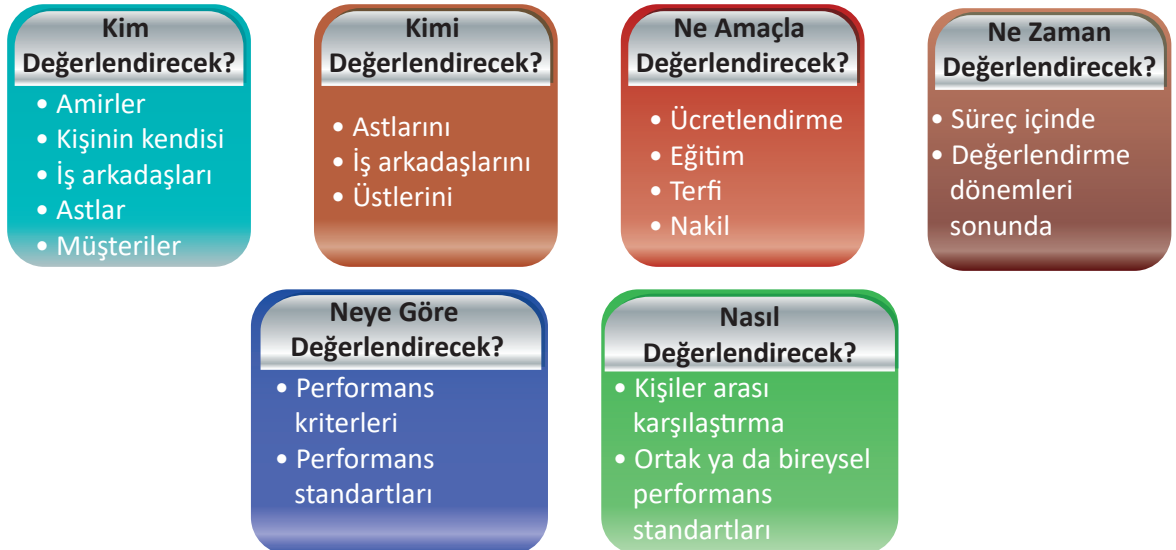 Kim
Değerlendirecek?
• Amirler
• Kişinin kendisi
• İş arkadaşları
• Astlar
• Müşteriler
Kimi
Değerlendirecek?
• Astlarını
• İş arkadaşlarını
• Üstlerini
Ne Amaçla
Değerlendirecek?
• Ücretlendirme
• Eğitim
• Terfi
• Nakil
Ne Zaman
Değerlendirecek?
• Süreç içinde
• Değerlendirme
dönemleri
sonunda
Neye Göre
Değerlendirecek?
• Performans
kriterleri
• Performans
standartları
Nasıl
Değerlendirecek?
• Kişiler arası
karşılaştırma
• Ortak ya da bireysel
performans
standartları